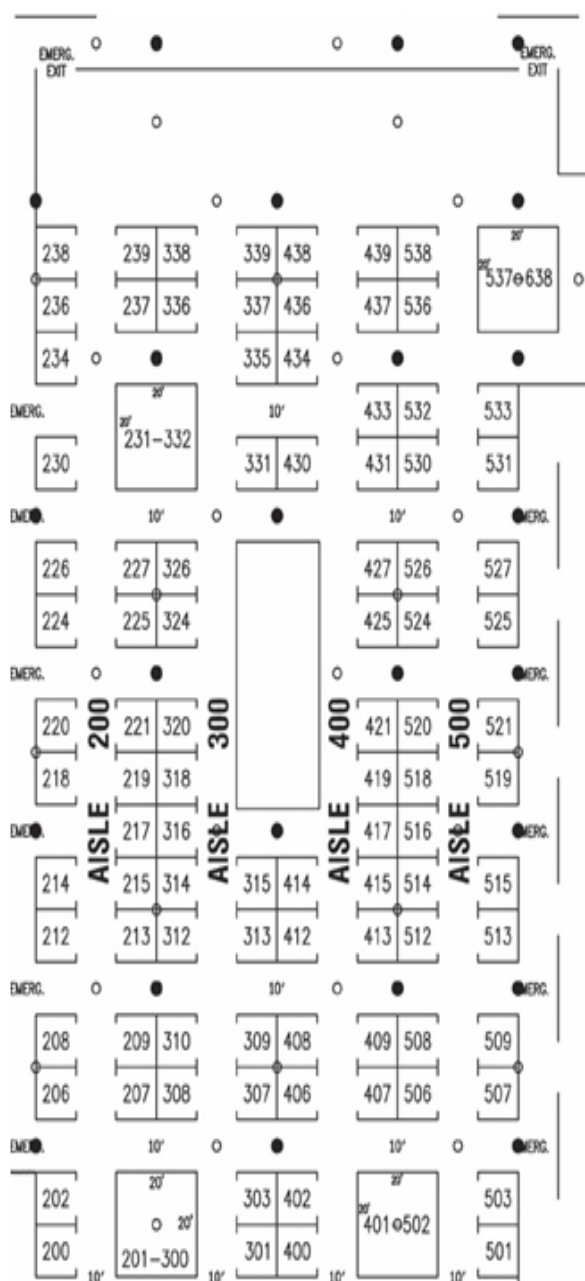 EMERG. EMERG.
EXIT EXIT
238 239 338 339 438 439 538 20'
20' 537 638
236 237 336 337 436 437 536
234 335 434
EMERG. 20' 10' 433 532 533
20'
231-332
230 331 430 431 530 531
EMERG. 10' 10' EMERG.
226 227 326 427 526 527
224 225 324 425 524 525
EMERG. EMERG.
220 221 320 421 520 521
218 219 318 419 518 519
AISLE 200 AISLE 300 AISLE 400 AISLE 500
EMERG. 217 316 417 516 EMERG.
214 215 314 315 414 415 514 515
212 213 312 313 412 413 512 513
EMERG. 10' EMERG.
208 209 310 309 408 409 508 509
206 207 308 307 406 407 506 507
EMERG. 10' 10' EMERG.
202 20' 303 402 20' 503
20' 20'
401 502
200 201-300 301 400 501
10' 10' 10' 10'